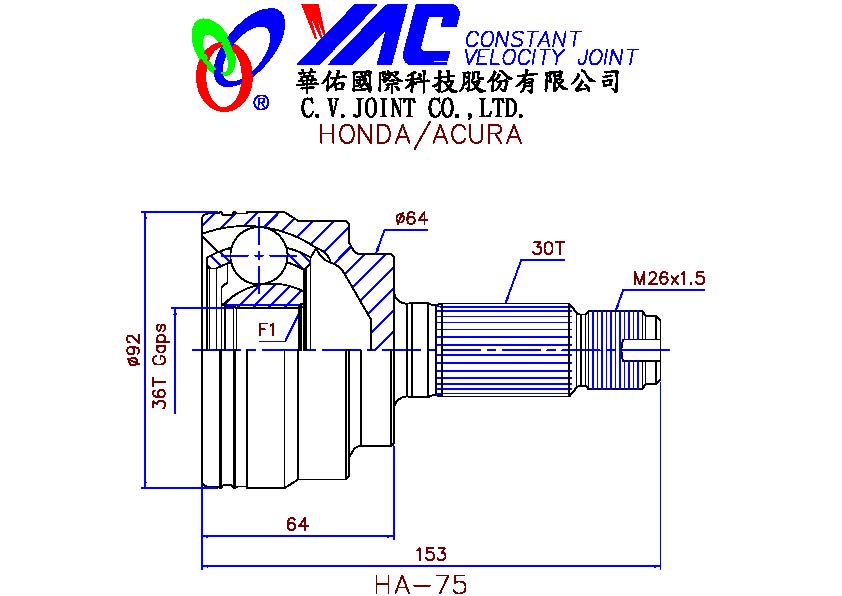 YAC CONSTANT
VELOCITY JOINT
華佑國際科技股份有限公司
®
C.V.JOINT CO.,LTD.
HONDA/ACURA
ø64
30T
M26x1.5
F1
ø92
36T Gaps
64
153
HA-75